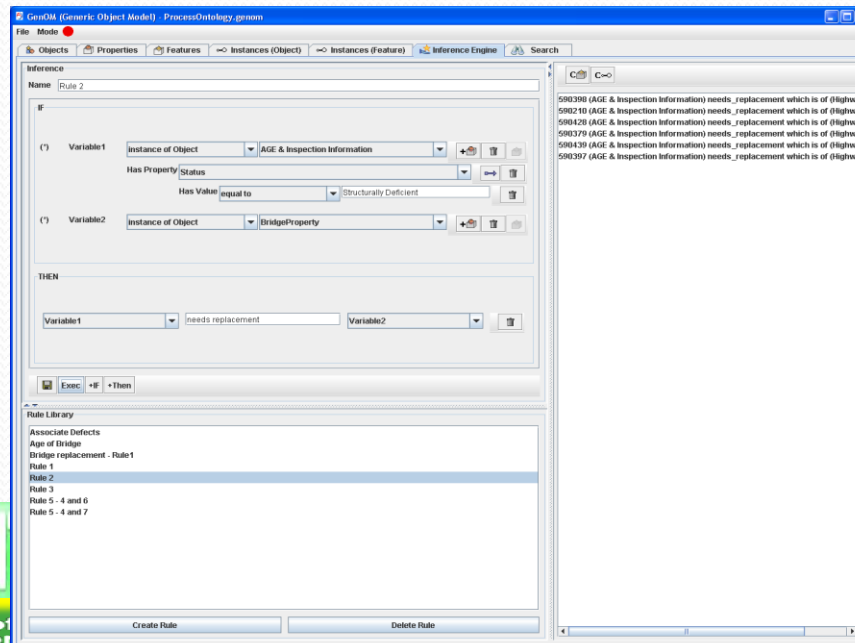 GenOM (Generic Object Model) - ProcessOntology.genom
File Mode
Objects Properties Features Instances (Object) Instances (Feature) Inference Engine Search
Inference
Name Rule 2
IF
(*) Variable1 instance of Object AGE & Inspection Information
Has Property Status
Has Value equal to Structurally Deficient
(*) Variable2 instance of Object BridgeProperty
THEN
Variable1 needs replacement Variable2
Exec +IF +Then
Rule Library
Associate Defects
Age of Bridge
Bridge replacement - Rule1
Rule 1
Rule 2
Rule 3
Rule 5 - 4 and 6
Rule 5 - 4 and 7
Create Rule Delete Rule
C C
590398 (AGE & Inspection Information) needs_replacement which is of (Highw
590210 (AGE & Inspection Information) needs_replacement which is of (Highw
590428 (AGE & Inspection Information) needs_replacement which is of (Highw
590379 (AGE & Inspection Information) needs_replacement which is of (Highw
590439 (AGE & Inspection Information) needs_replacement which is of (Highw
590397 (AGE & Inspection Information) needs_replacement which is of (Highw